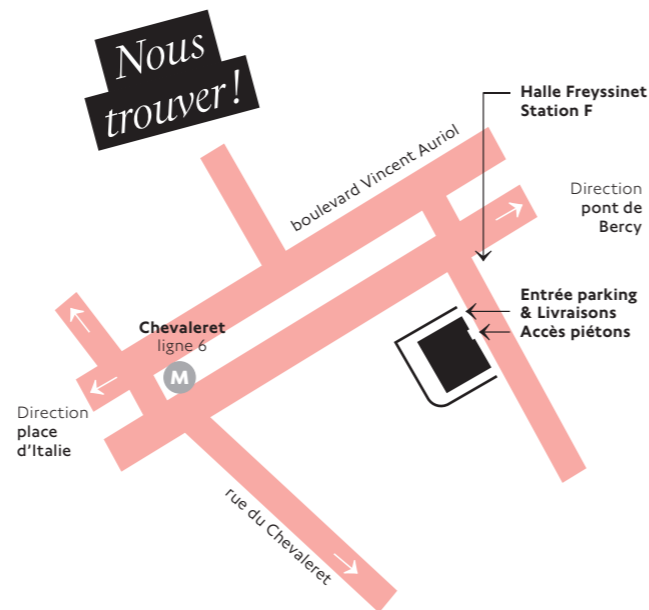 Nous
trouver !
Halle Freyssinet
Station F
boulevard Vincent Auriol
Direction
pont de
Bercy
Entrée parking
& Livraisons
Accès piétons
Chevaleret
ligne 6
M
Direction
place
d’Italie
rue du Chevaleret